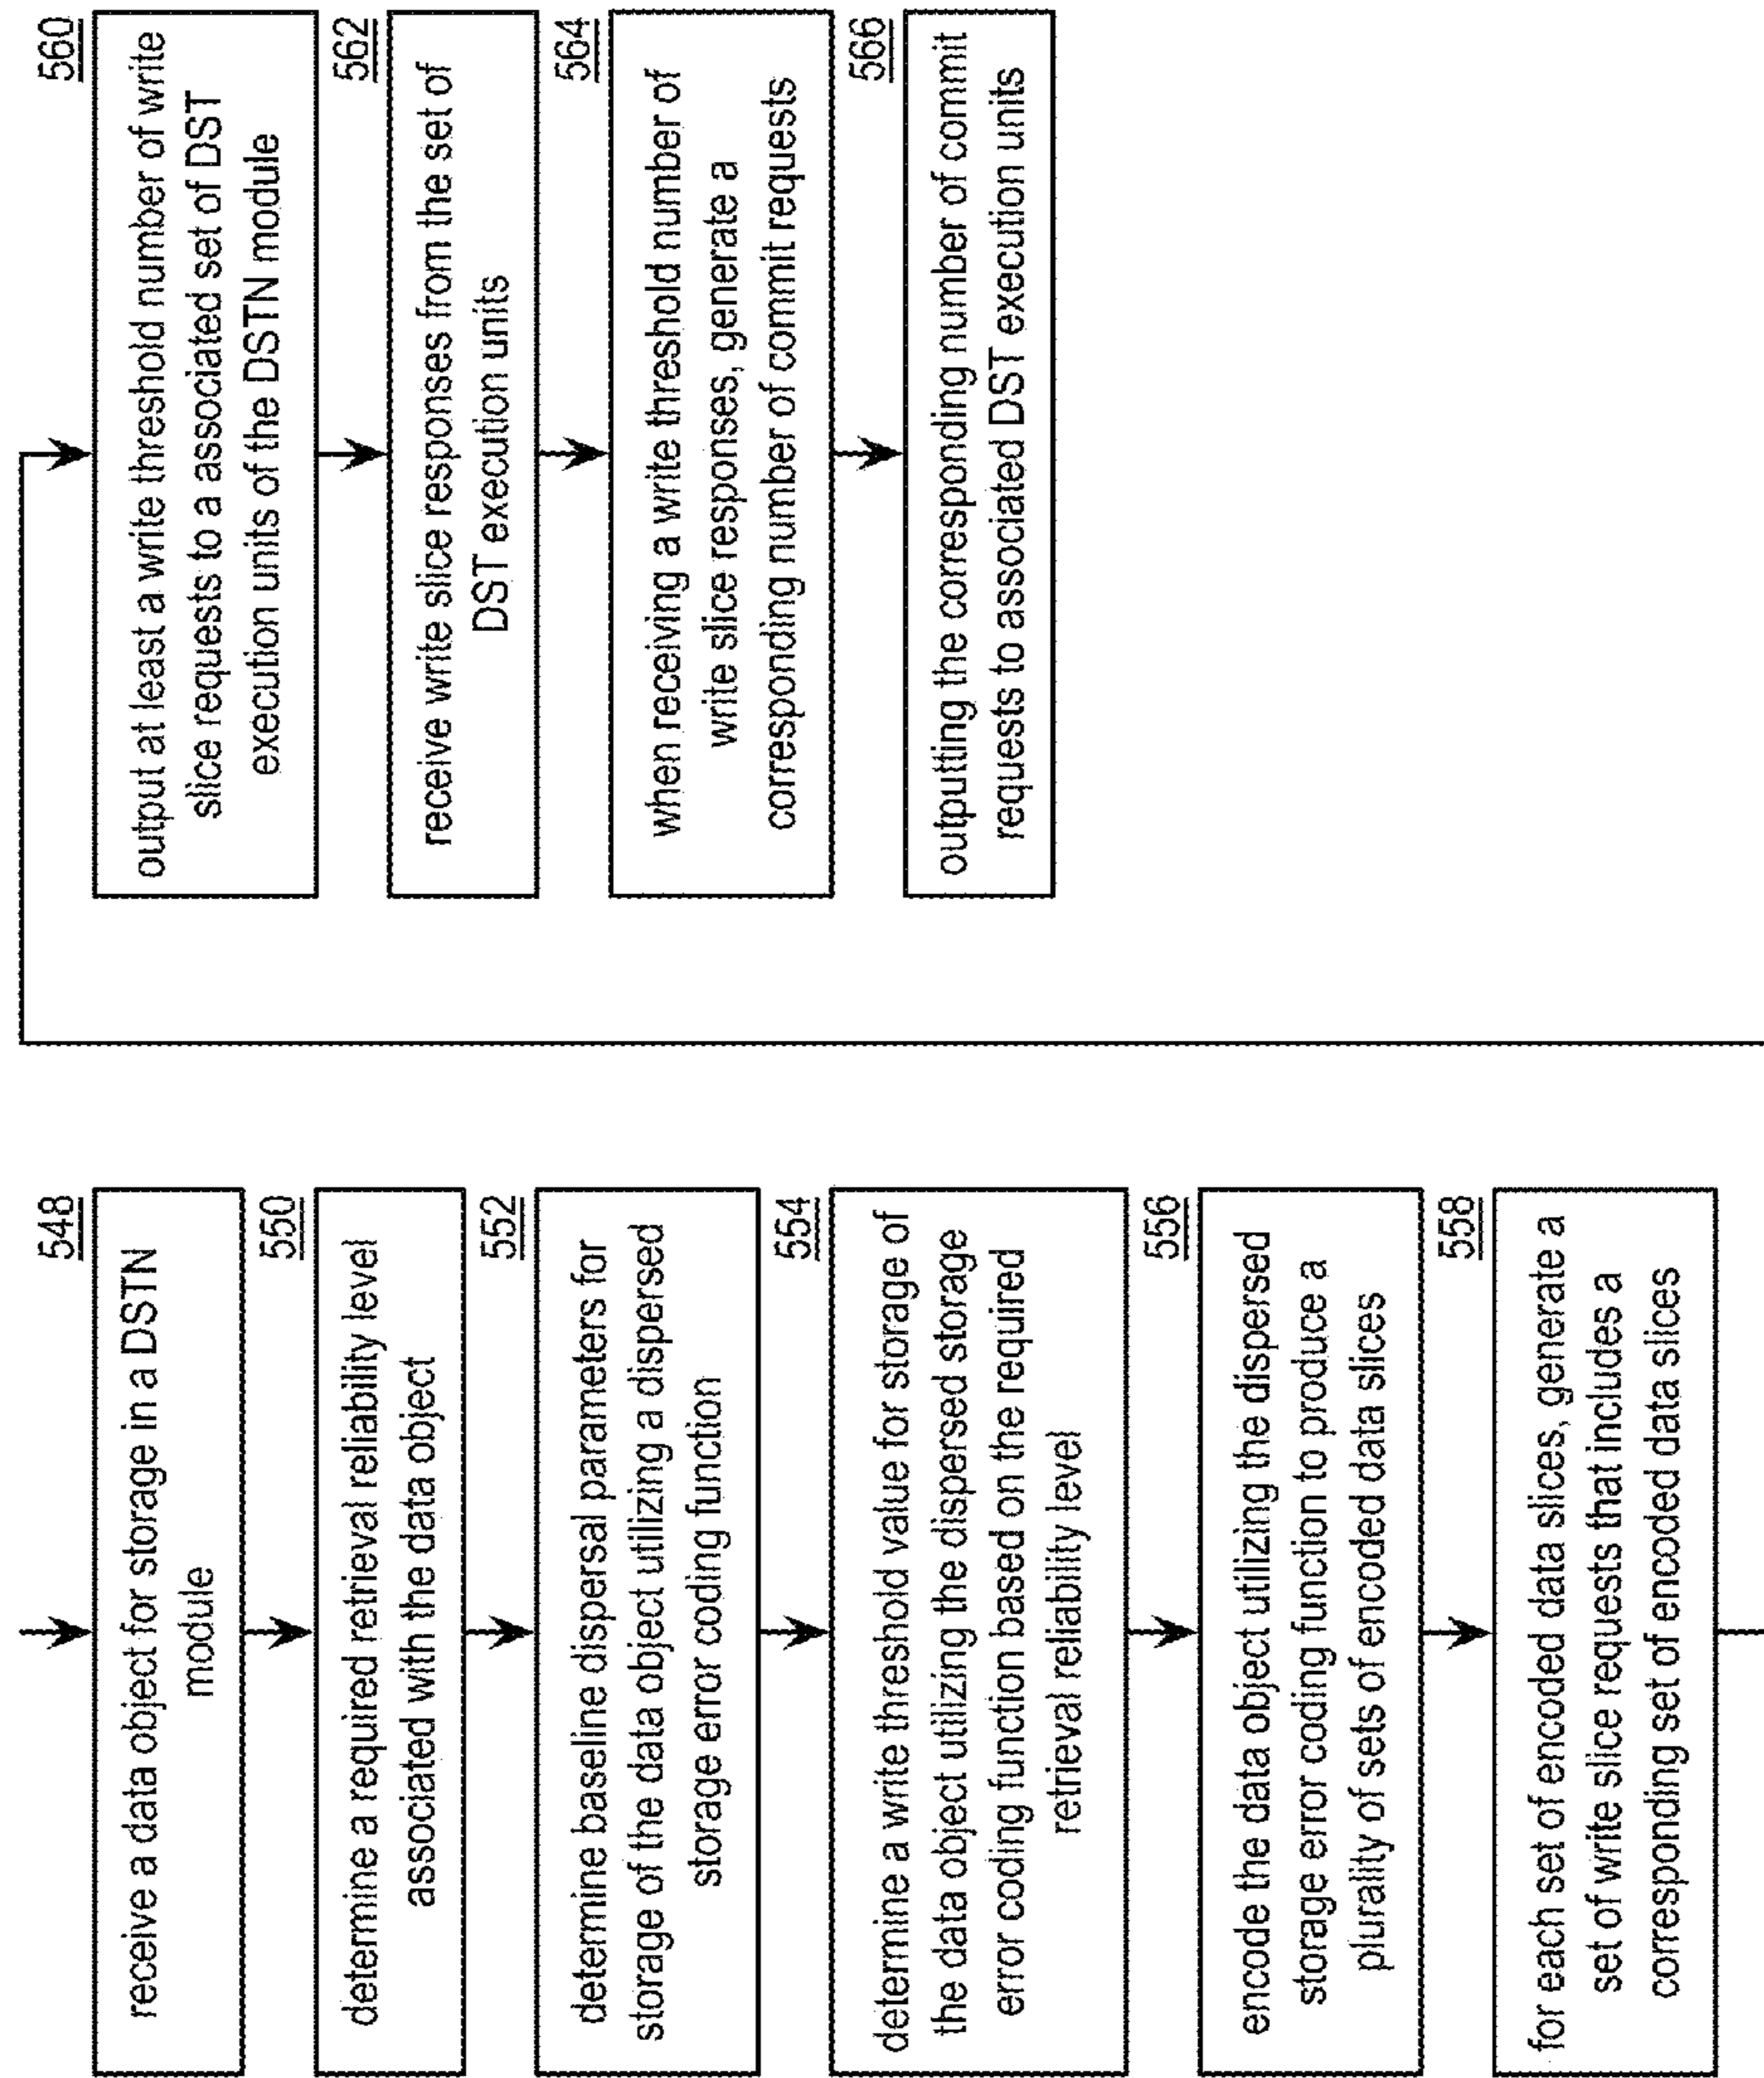 548
receive a data object for storage in a DSTN
module
550
determine a required retrieval reliability level
associated with the data object
552
determine baseline dispersal parameters for
storage of the data object utilizing a dispersed
storage error coding function
554
determine a write threshold value for storage of
the data object utilizing the dispersed storage
error coding function based on the required
retrieval reliability level
556
encode the data object utilizing the dispersed
storage error coding function to produce a
plurality of sets of encoded data slices
558
for each set of encoded data slices, generate a
set of write slice requests that includes a
corresponding set of encoded data slices
560
output at least a write threshold number of write
slice requests to a associated set of DST
execution units of the DSTN module
562
receive write slice responses from the set of
DST execution units
564
when receiving a write threshold number of
write slice responses, generate a
corresponding number of commit requests
566
outputting the corresponding number of commit
requests to associated DST execution units